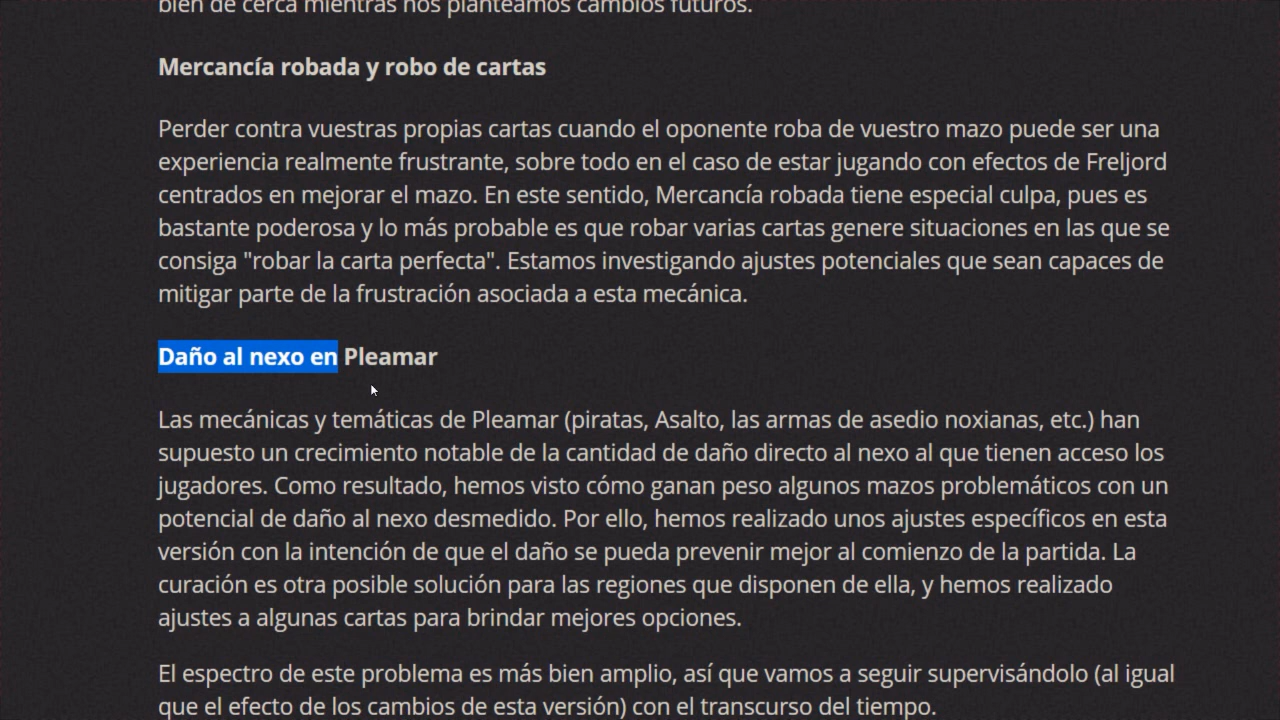 bien de cerca mientras nos planteamos cambios futuros.
Mercancía robada y robo de cartas
Perder contra vuestras propias cartas cuando el oponente roba de vuestro mazo puede ser una
experiencia realmente frustrante, sobre todo en el caso de estar jugando con efectos de Freljord
centrados en mejorar el mazo. En este sentido, Mercancía robada tiene especial culpa, pues es
bastante poderosa y lo más probable es que robar varias cartas genere situaciones en las que se
consiga "robar la carta perfecta". Estamos investigando ajustes potenciales que sean capaces de
mitigar parte de la frustración asociada a esta mecánica.
Daño al nexo en Pleamar
Las mecánicas y temáticas de Pleamar (piratas, Asalto, las armas de asedio noxianas, etc.) han
supuesto un crecimiento notable de la cantidad de daño directo al nexo al que tienen acceso los
jugadores. Como resultado, hemos visto cómo ganan peso algunos mazos problemáticos con un
potencial de daño al nexo desmedido. Por ello, hemos realizado unos ajustes específicos en esta
versión con la intención de que el daño se pueda prevenir mejor al comienzo de la partida. La
curación es otra posible solución para las regiones que disponen de ella, y hemos realizado
ajustes a algunas cartas para brindar mejores opciones.
El espectro de este problema es más bien amplio, así que vamos a seguir supervisándolo (al igual
que el efecto de los cambios de esta versión) con el transcurso del tiempo.